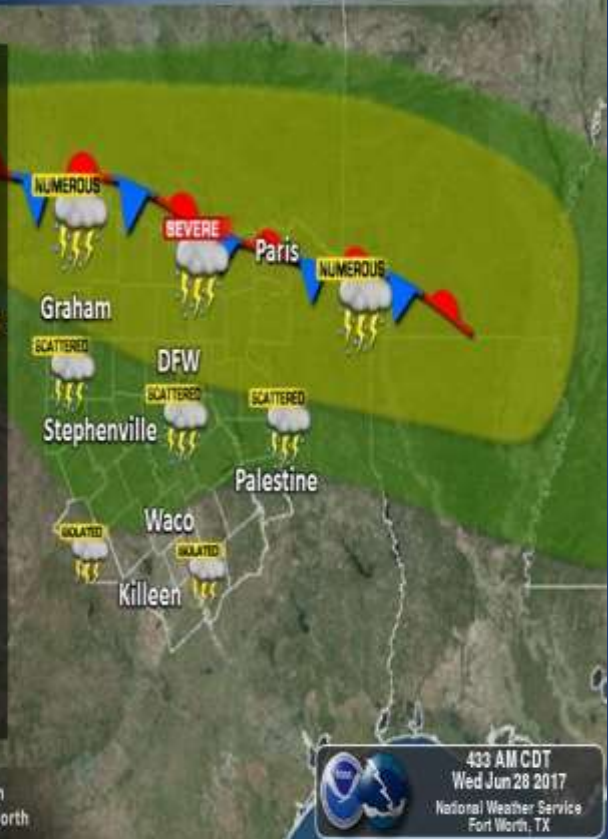 NUMEROUS
SEVERE
Paris
NUMEROUS
Graham
SCATTERED
DFW
SCATTERED
SCATTERED
Stephenville
Palestine
Waco
ISOLATED
ISOLATED
Killeen
433 AM CDT
Wed Jun 28 2017
National Weather Service
Fort Worth, TX
orth